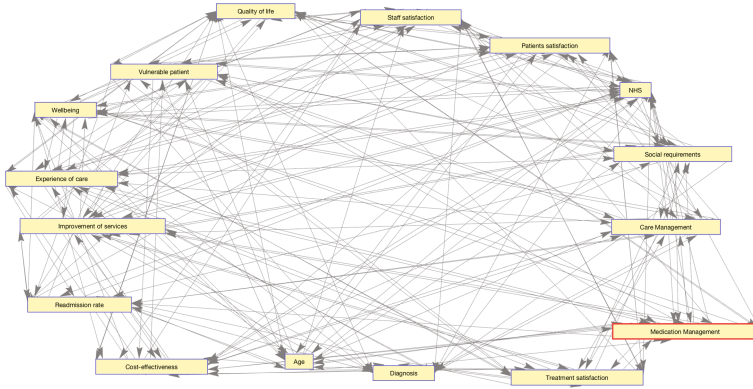 Quality of life
Staff satisfaction
Patients satisfaction
Vulnerable patient
NHS
Wellbeing
Social requirements
Experience of care
Improvement of services
Care Management
Readmission rate
Medication Management
Age
Cost-effectiveness
Diagnosis
Treatment satisfaction